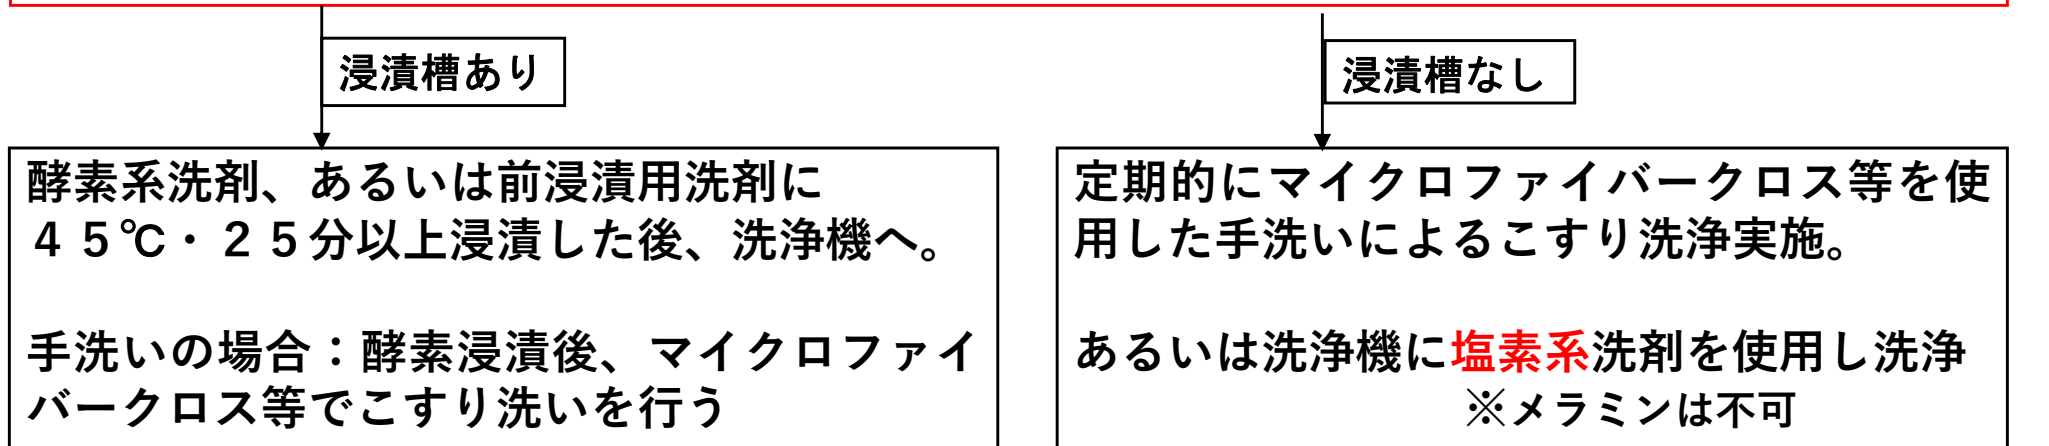 浸漬槽あり
浸漬槽なし
酵素系洗剤、あるいは前浸漬用洗剤に
４５℃・２５分以上浸漬した後、洗浄機へ。
手洗いの場合：酵素浸漬後、マイクロファイ
バークロス等でこすり洗いを行う
定期的にマイクロファイバークロス等を使
用した手洗いによるこすり洗浄実施。
あるいは洗浄機に塩素系洗剤を使用し洗浄
※メラミンは不可